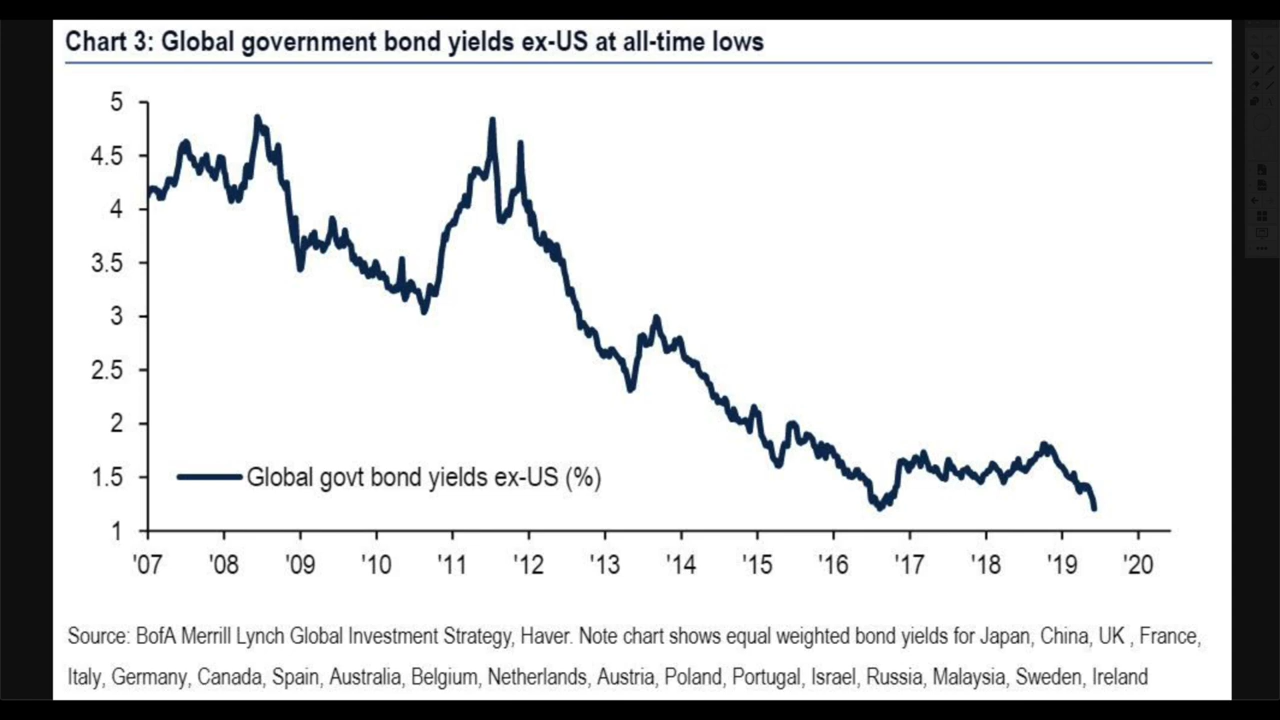 Chart 3: Global government bond yields ex-US at all-time lows
5
4.5
4
3.5
3
2.5
2
1.5
1
Global govt bond yields ex-US (%)
'07 '08 '09 '10 '11 '12 '13 '14 '15 '16 '17 '18 '19 '20
Source: BofA Merrill Lynch Global Investment Strategy, Haver. Note chart shows equal weighted bond yields for Japan, China, UK , France,
Italy, Germany, Canada, Spain, Australia, Belgium, Netherlands, Austria, Poland, Portugal, Israel, Russia, Malaysia, Sweden, Ireland